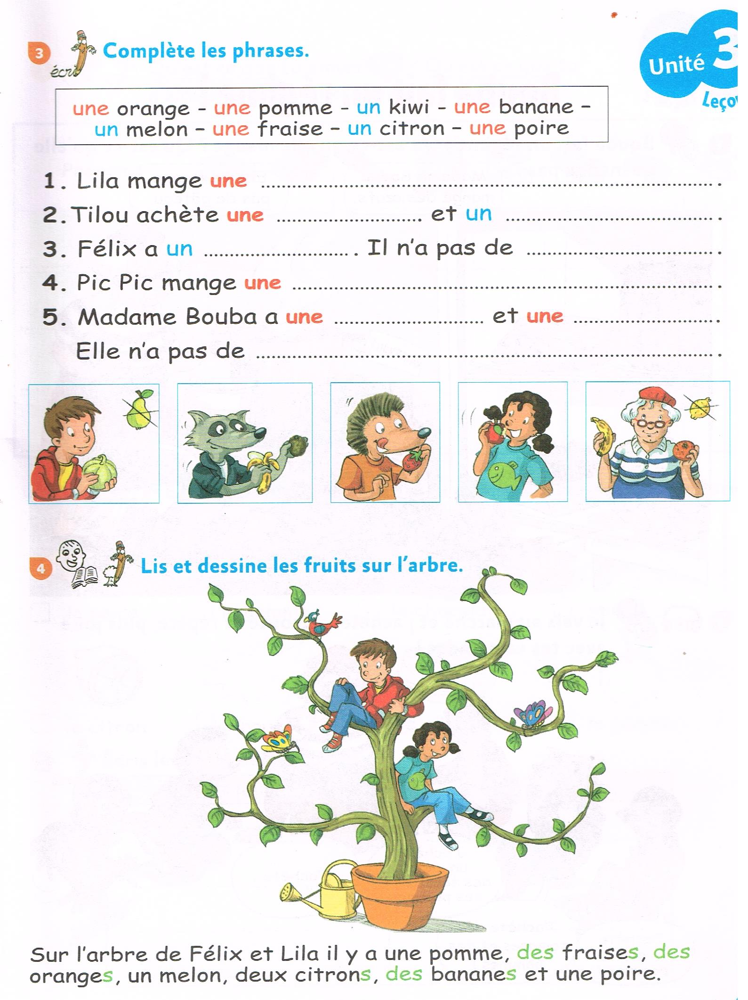 3 écris Complète les phrases.
Unité 3
une orange - une pomme - un kiwi - une banane -
un melon - une fraise - un citron - une poire
1. Lila mange une .
2. Tilou achète une . et un .
3. Félix a un . Il n'a pas de .
4. Pic Pic mange une .
5. Madame Bouba a une et une .
Elle n'a pas de .
4 Lis et dessine les fruits sur l'arbre.
Sur l'arbre de Félix et Lila il y a une pomme, des fraises, des
oranges, un melon, deux citrons, des bananes et une poire.